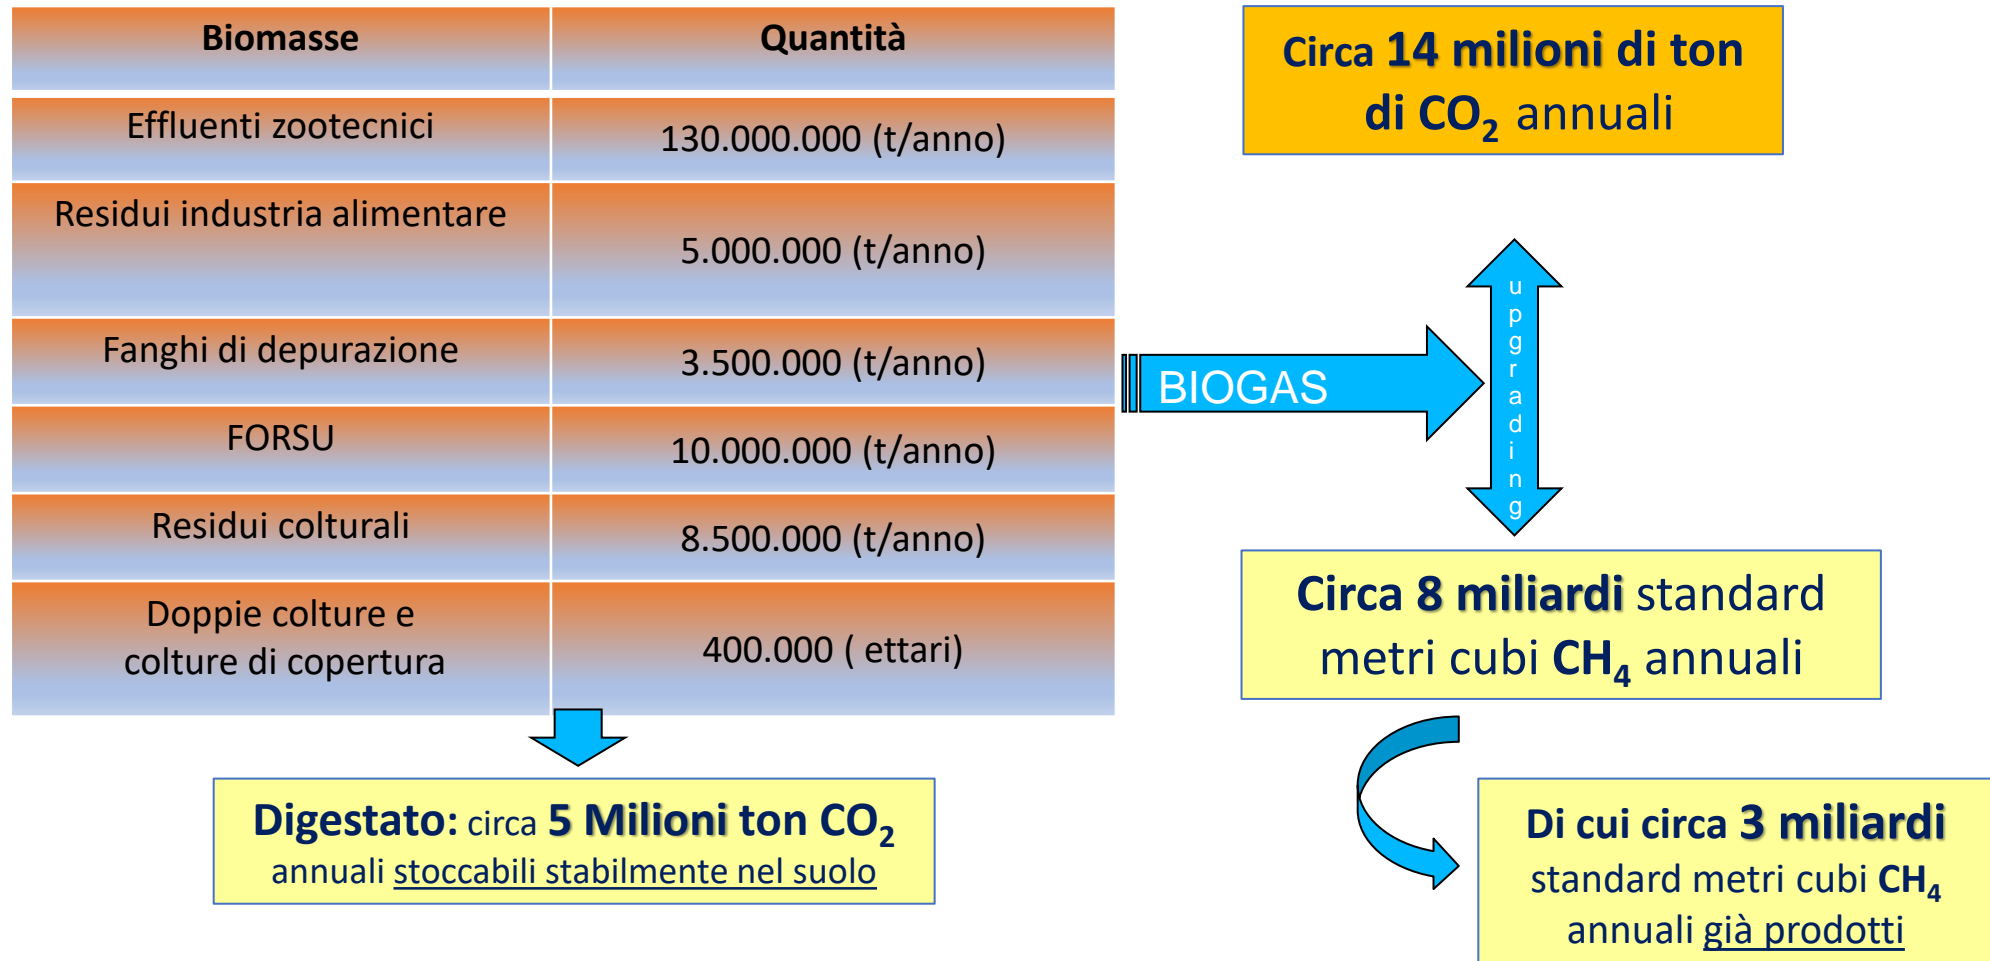 Biomasse
Quantità
Effluenti zootecnici
130.000.000 (t/anno)
Residui industria alimentare
5.000.000 (t/anno)
Fanghi di depurazione
3.500.000 (t/anno)
FORSU
10.000.000 (t/anno)
Residui colturali
8.500.000 (t/anno)
Doppie colture e
colture di copertura
400.000 ( ettari)
Digestato: circa 5 Milioni ton CO₂
annuali stoccabili stabilmente nel suolo
BIOGAS
Circa 14 milioni di ton
di CO₂ annuali
upgrading
Circa 8 miliardi standard
metri cubi CH₄ annuali
Di cui circa 3 miliardi
standard metri cubi CH₄
annuali già prodotti